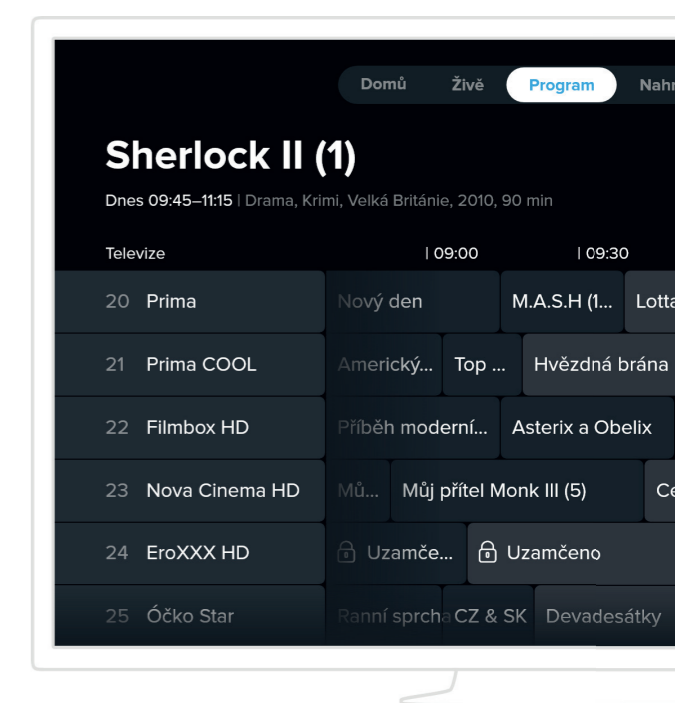 Domů Živě Program Nahr
Sherlock II (1)
Dnes 09:45–11:15 | Drama, Krimi, Velká Británie, 2010, 90 min
Televize | 09:00 | 09:30
20 Prima Nový den M.A.S.H (1... Lotta
21 Prima COOL Americký... Top ... Hvězdná brána
22 Filmbox HD Příběh moderní... Asterix a Obelix
23 Nova Cinema HD Mů... Můj přítel Monk III (5) Ce
24 EroXXX HD Uzamče... Uzamčeno
25 Óčko Star Ranní sprcha CZ & SK Devadesátky